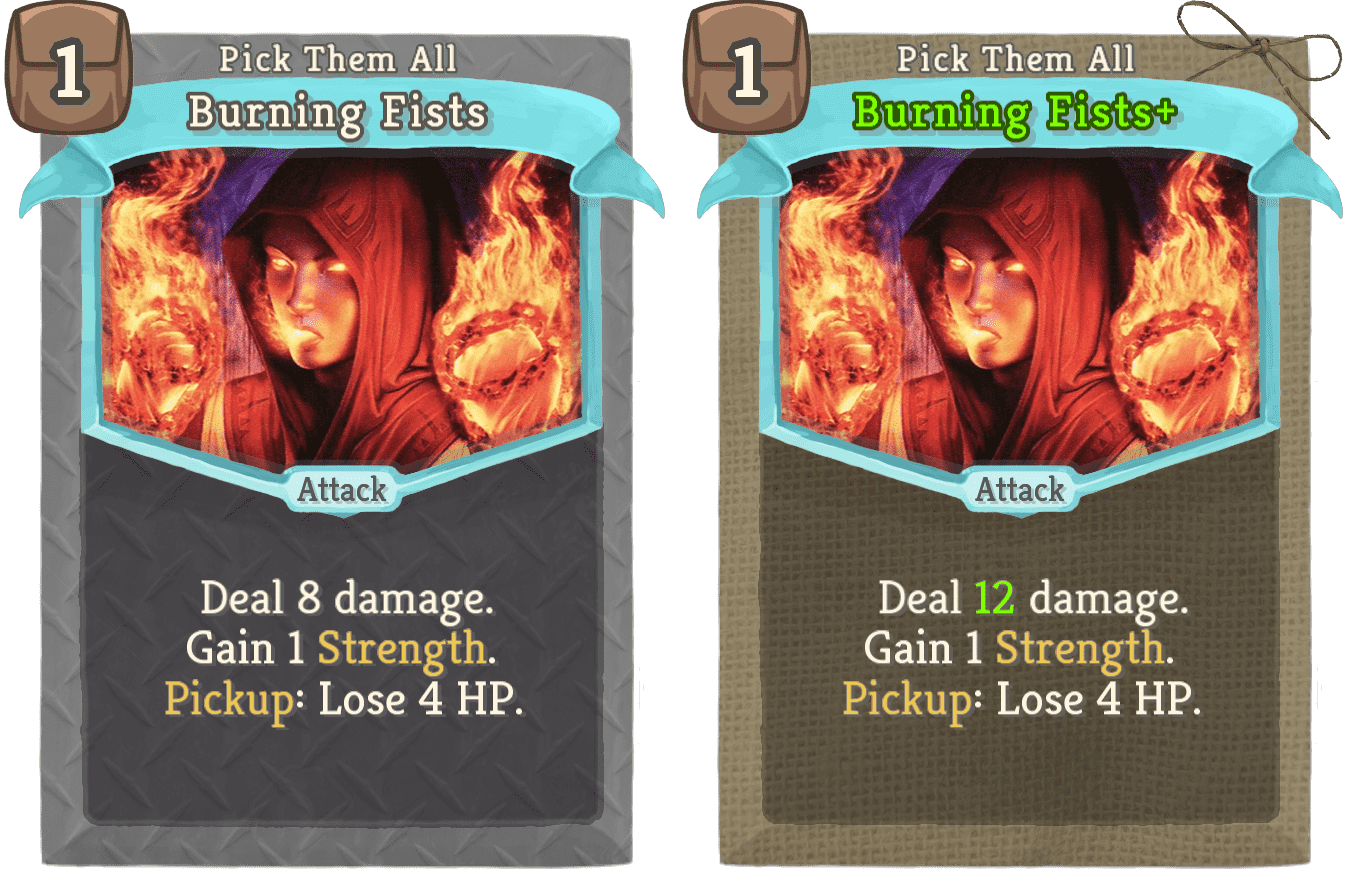 1
Pick Them All
Burning Fists
Attack
Deal 8 damage.
Gain 1 Strength.
Pickup: Lose 4 HP.
1
Pick Them All
Burning Fists+
Attack
Deal 12 damage.
Gain 1 Strength.
Pickup: Lose 4 HP.